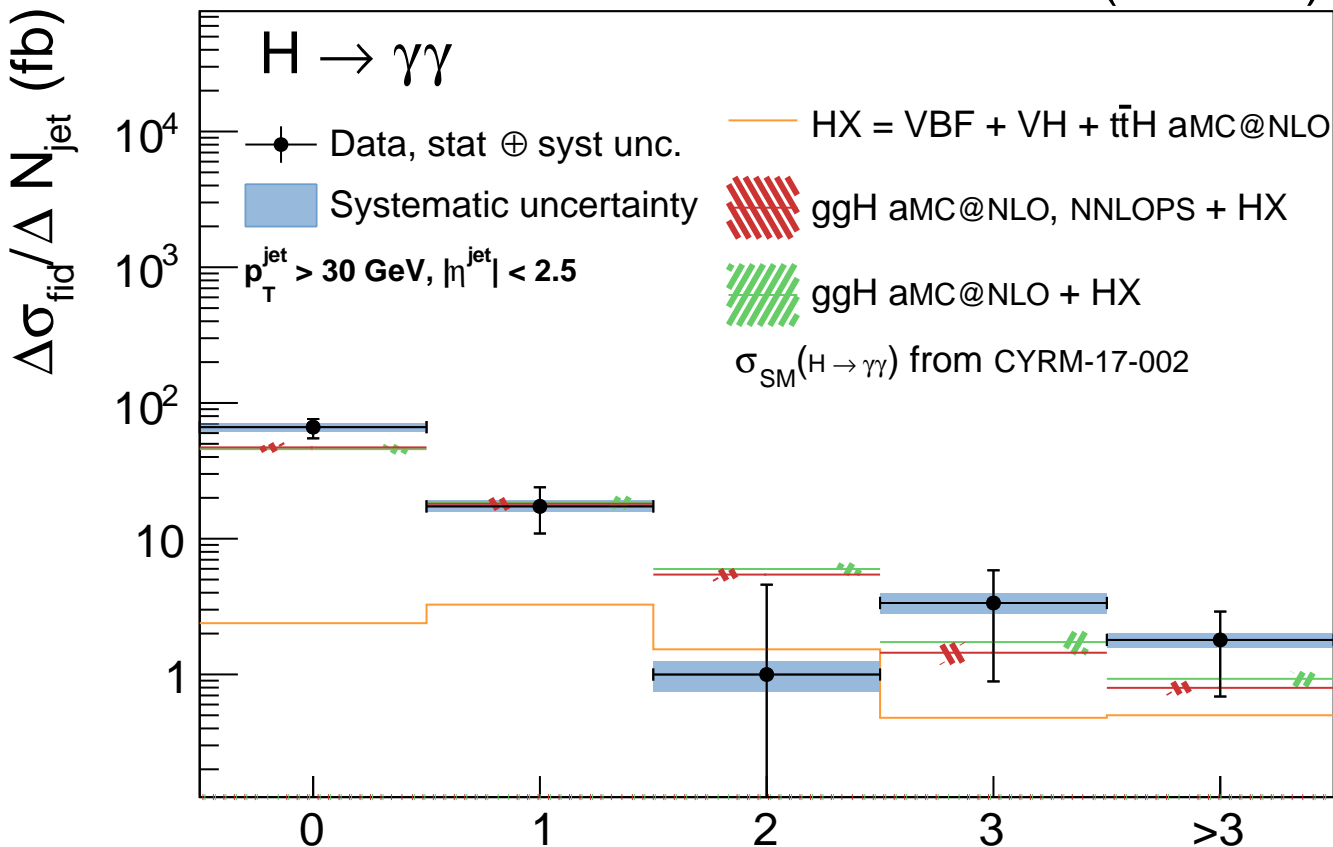 Δσ_fid/Δ N_jet (fb)
H → γγ
Data, stat ⊕ syst unc.
Systematic uncertainty
p_T^jet > 30 GeV, |η^jet| < 2.5
HX = VBF + VH + tt̄H aMC@NLO
ggH aMC@NLO, NNLOPS + HX
ggH aMC@NLO + HX
σ_SM(H → γγ) from CYRM-17-002
10^4
10^3
10^2
10
1
0 1 2 3 >3